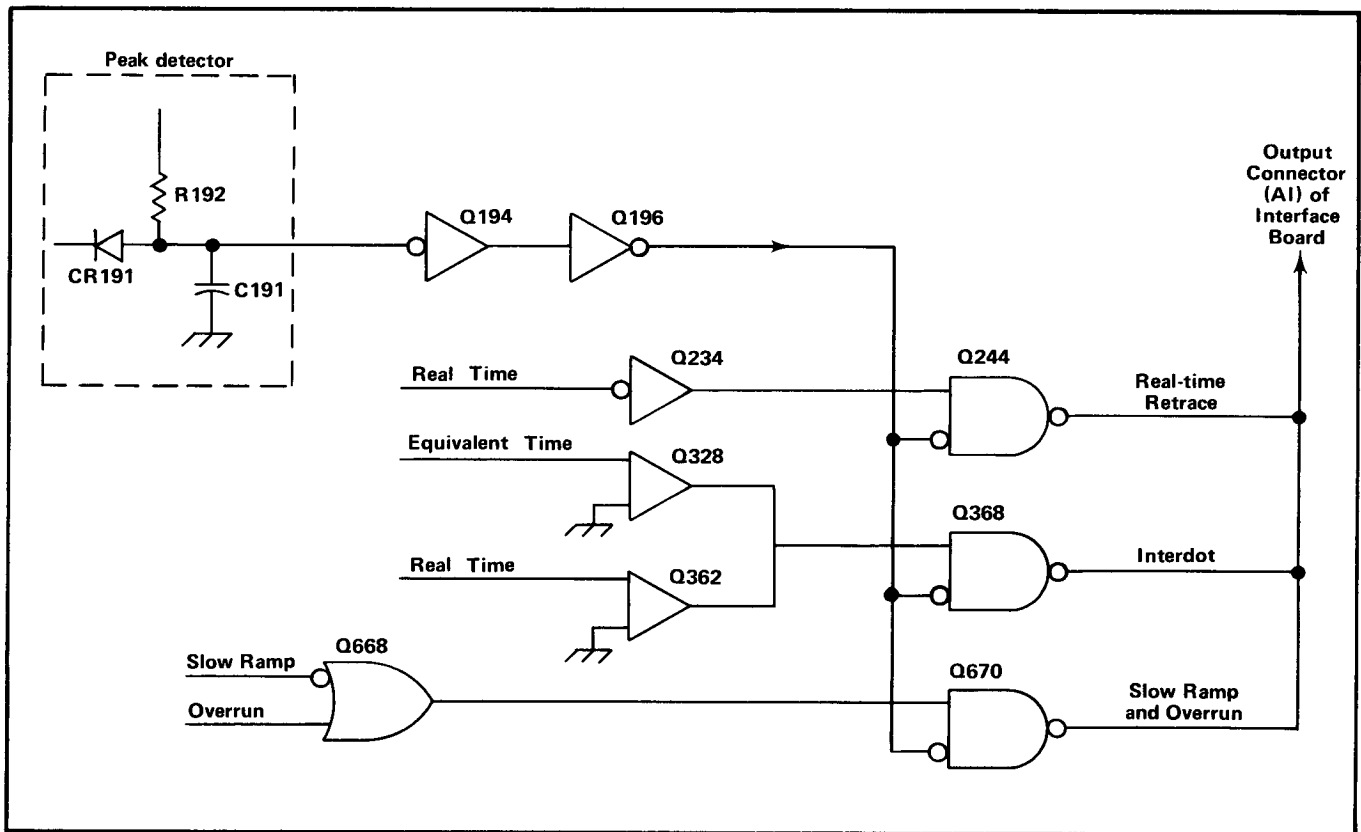 Peak detector
R192
CR191
C191
Q194
Q196
Output
Connector
(AI) of
Interface
Board
Real Time
Q234
Q244
Real-time
Retrace
Equivalent Time
Q328
Q368
Interdot
Real Time
Q362
Slow Ramp
Q668
Overrun
Q670
Slow Ramp
and Overrun